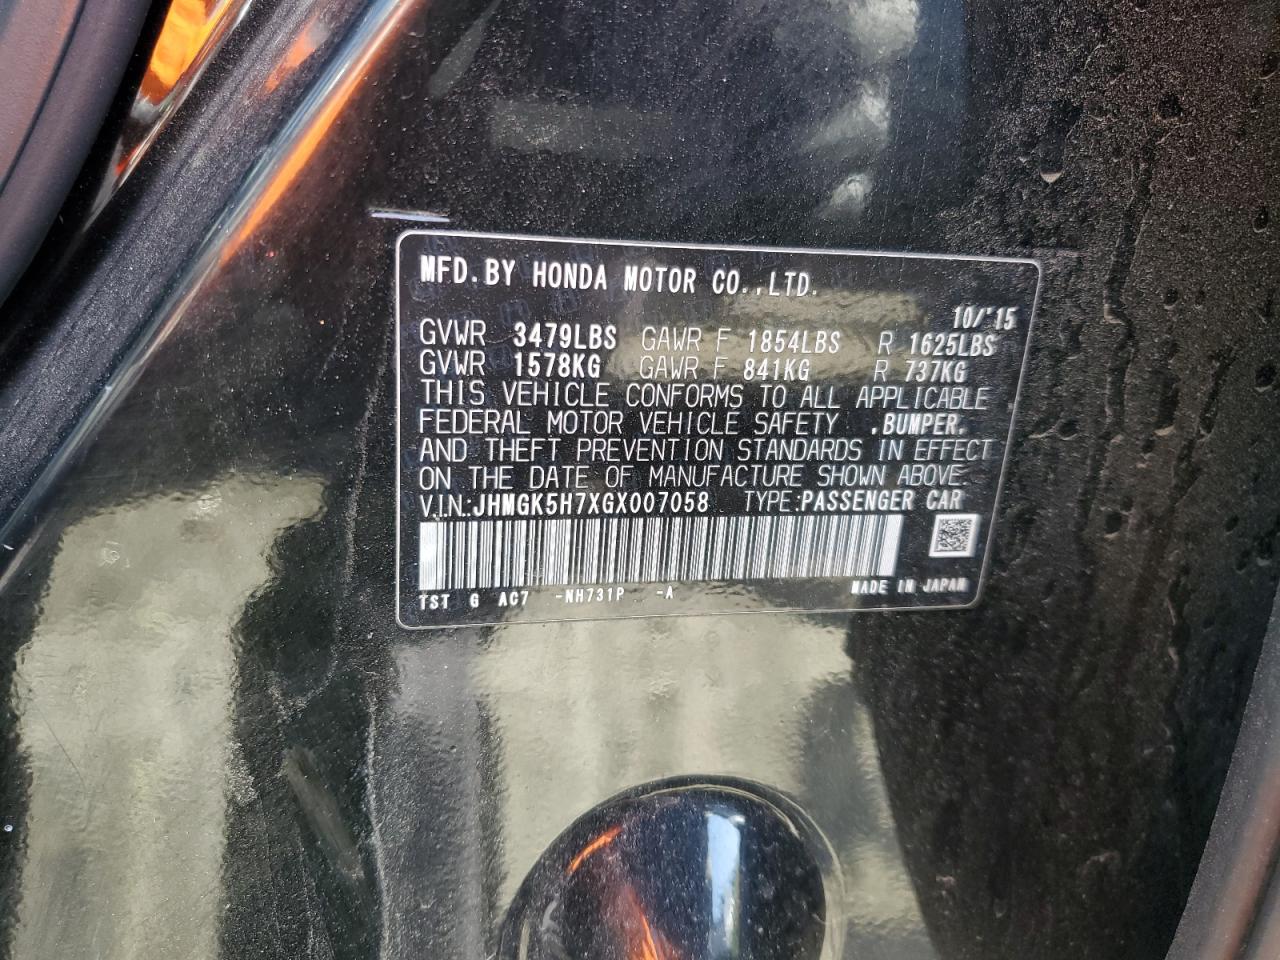 MFD. BY HONDA MOTOR CO.,LTD.
10/'15
GVWR 3479LBS GAWR F 1854LBS R 1625LBS
GVWR 1578KG GAWR F 841KG R 737KG
THIS VEHICLE CONFORMS TO ALL APPLICABLE
FEDERAL MOTOR VEHICLE SAFETY ,BUMPER,
AND THEFT PREVENTION STANDARDS IN EFFECT
ON THE DATE OF MANUFACTURE SHOWN ABOVE.
V.I.N.:JHMGK5H7XGX007058 TYPE:PASSENGER CAR
TST G AC7 -NH731P -A MADE IN JAPAN